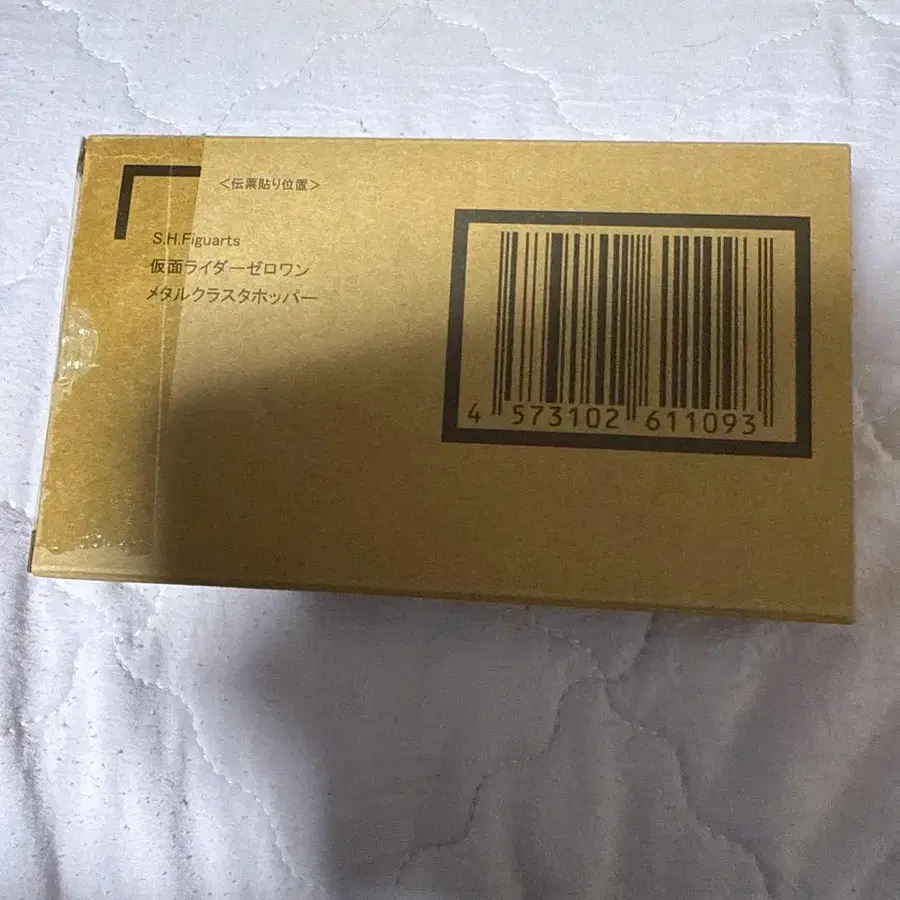 <伝票貼り位置>
S.H.Figuarts
仮面ライダーゼロワン
メタルクラスタホッパー
4 573102 611093